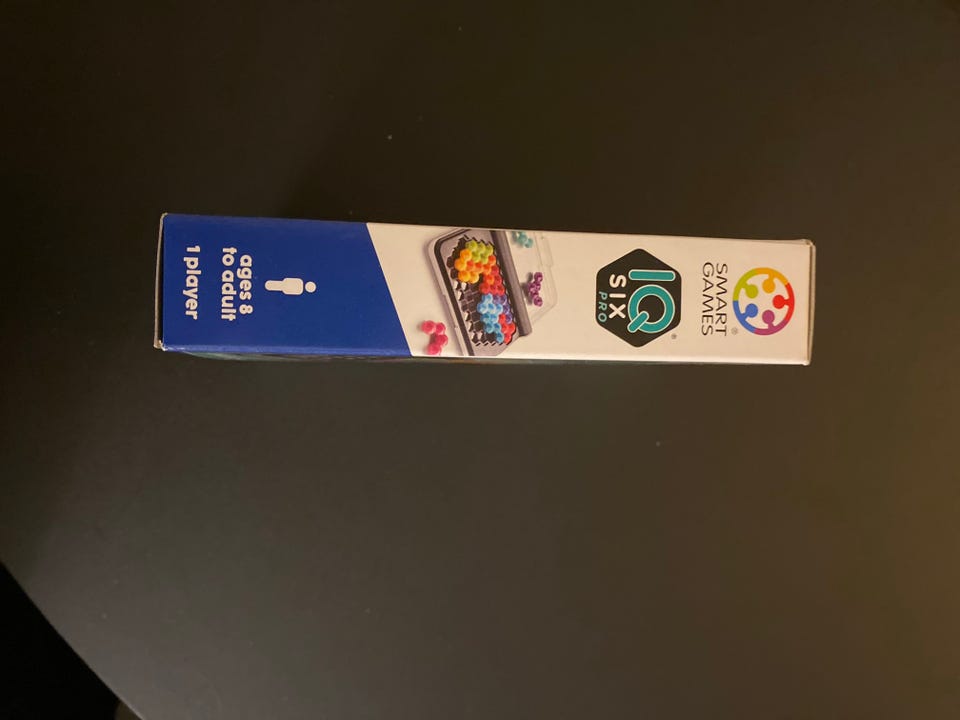 SMART
GAMES®
IQ®
SIX
PRO
ages 8
to adult
1 player